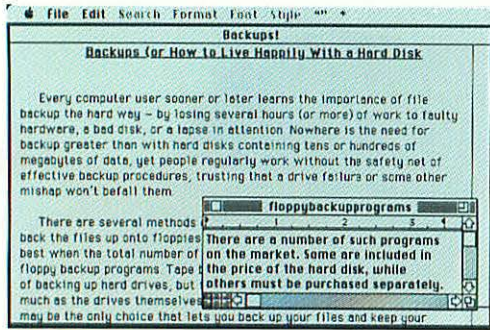 File Edit Search Format Font Style
Backups!
Backups (or How to Live Happily With a Hard Disk
Every computer user sooner or later learns the importance of file
backup the hard way – by losing several hours (or more) of work to faulty
hardware, a bad disk, or a lapse in attention Nowhere is the need for
backup greater than with hard disks containing tens or hundreds of
megabytes of data, yet people regularly work without the safety net of
effective backup procedures, trusting that a drive failure or some other
mishap won't befall them
There are several methods
back the files up onto floppies
best when the total number of
floppy backup programs Tape
of backing up hard drives, but
much as the drives themselves
may be the only choice that lets you back up your files and keep your
floppybackupprograms
1 2 3
There are a number of such programs
on the market. Some are included in
the price of the hard disk, while
others must be purchased separately.